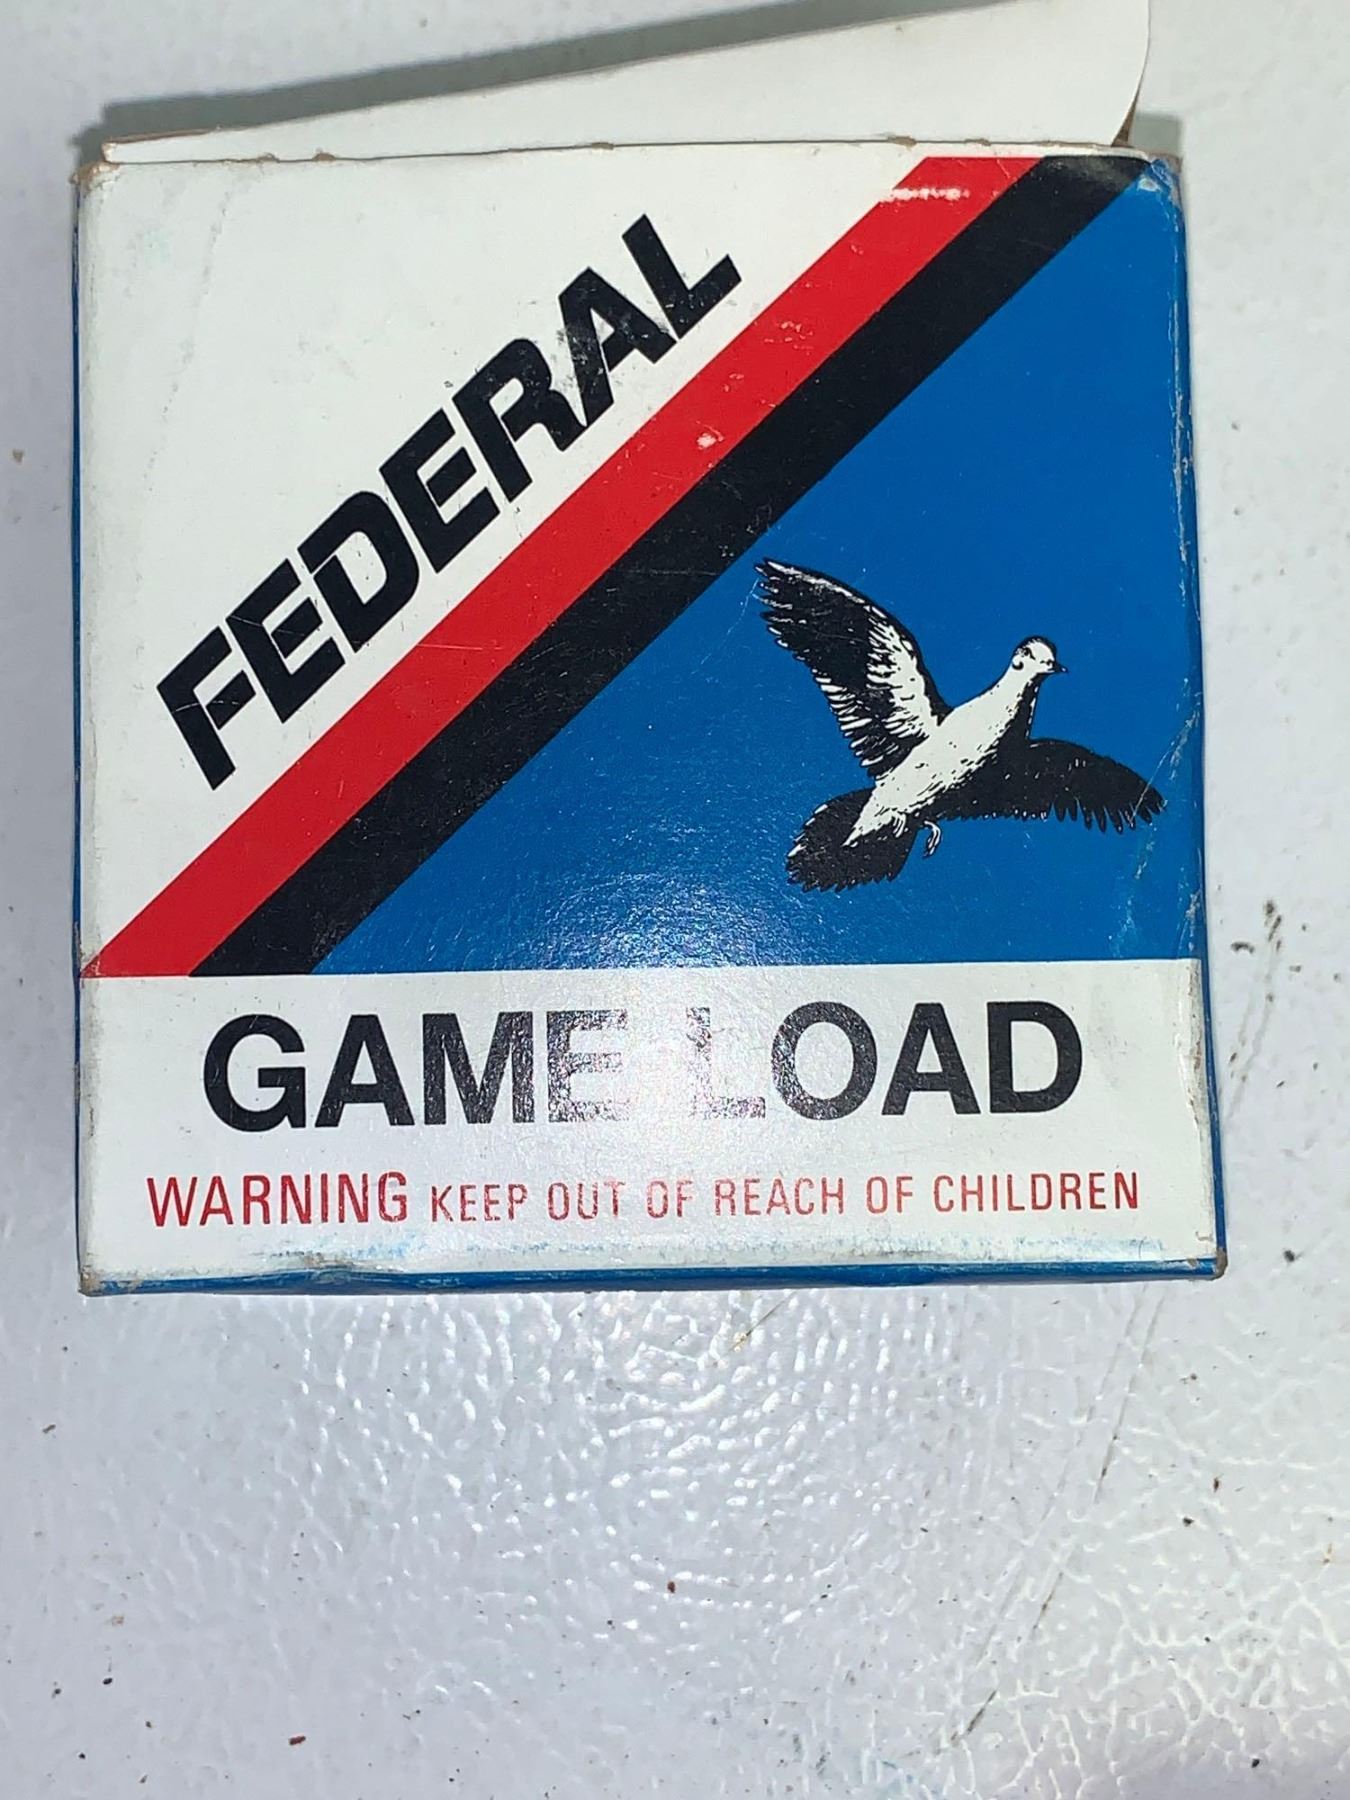 FEDERAL
GAME LOAD
WARNING KEEP OUT OF REACH OF CHILDREN